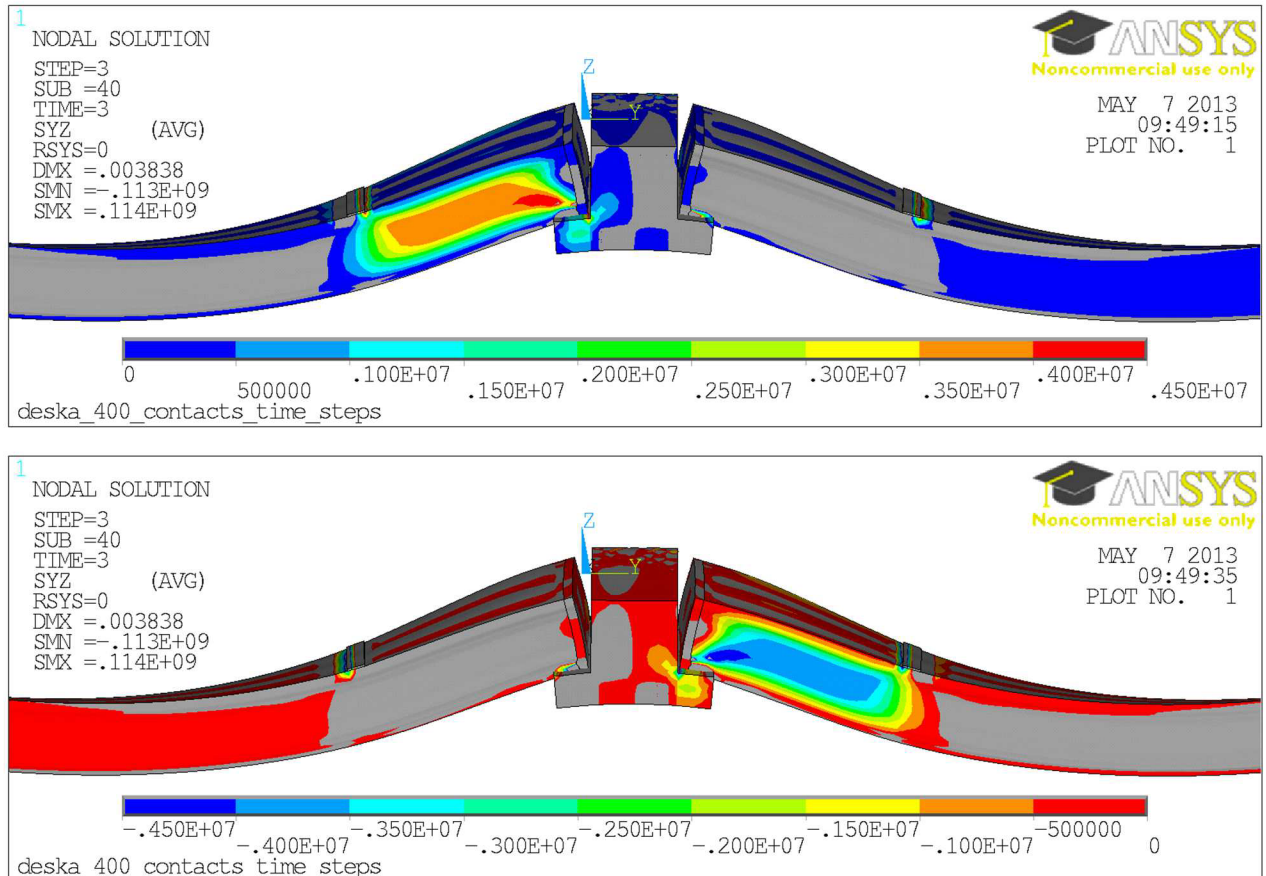 1
NODAL SOLUTION
STEP=3
SUB =40
TIME=3
SYZ (AVG)
RSYS=0
DMX =.003838
SMN =-.113E+09
SMX =.114E+09
ANSYS
Noncommercial use only
MAY 7 2013
09:49:15
PLOT NO. 1
Z
Y
0 .100E+07 .200E+07 .300E+07 .400E+07
500000 .150E+07 .250E+07 .350E+07 .450E+07
deska_400_contacts_time_steps
1
NODAL SOLUTION
STEP=3
SUB =40
TIME=3
SYZ (AVG)
RSYS=0
DMX =.003838
SMN =-.113E+09
SMX =.114E+09
ANSYS
Noncommercial use only
MAY 7 2013
09:49:35
PLOT NO. 1
Z
Y
-.450E+07 -.350E+07 -.250E+07 -.150E+07 -500000
-.400E+07 -.300E+07 -.200E+07 -.100E+07 0
deska_400_contacts_time_steps